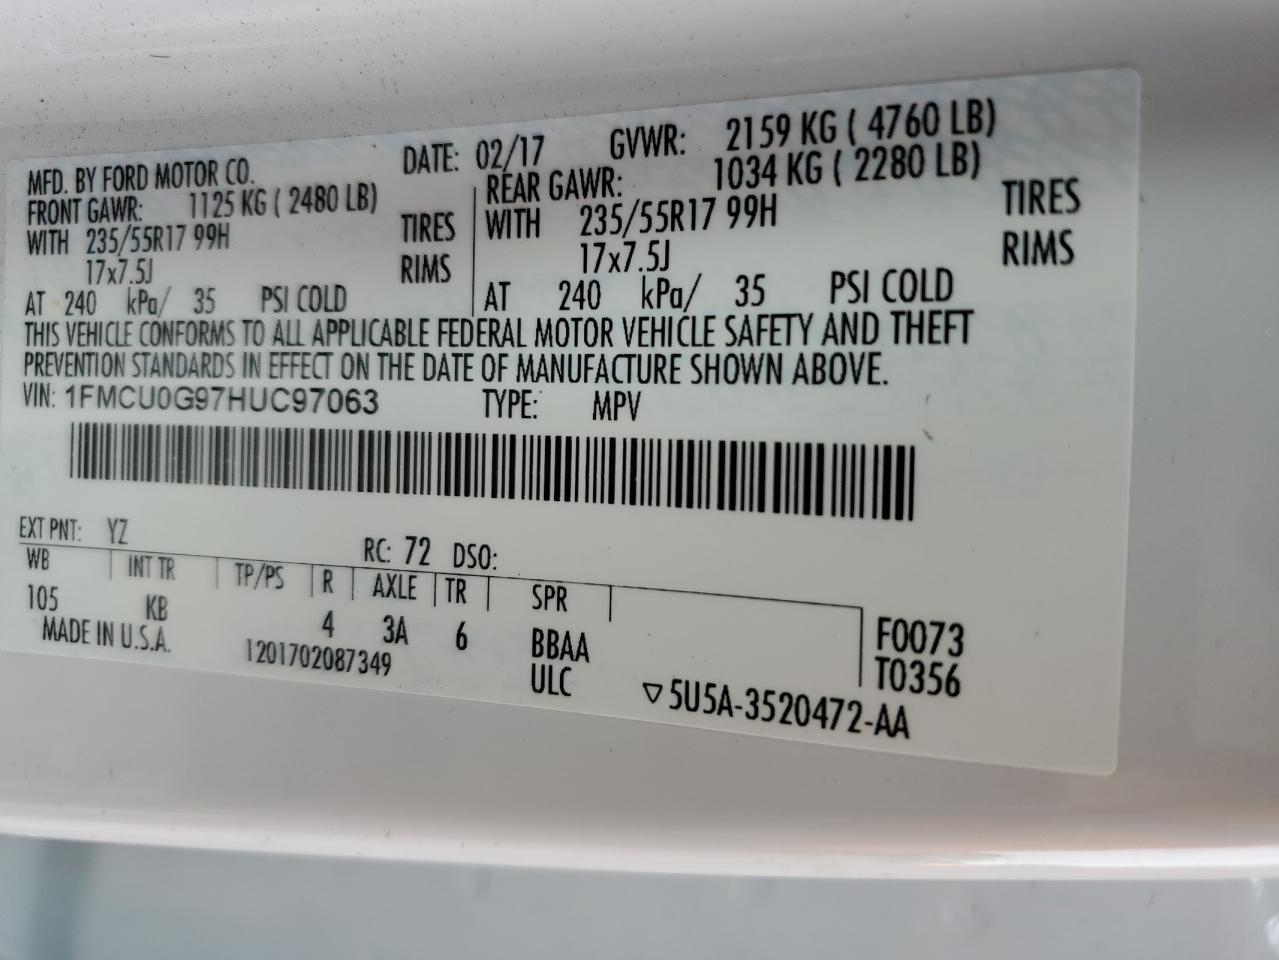 MFD. BY FORD MOTOR CO. DATE: 02/17 GVWR: 2159 KG ( 4760 LB)
FRONT GAWR: 1125 KG ( 2480 LB) REAR GAWR: 1034 KG ( 2280 LB)
WITH 235/55R17 99H TIRES WITH 235/55R17 99H TIRES
17x7.5J RIMS 17x7.5J RIMS
AT 240 kPa/ 35 PSI COLD AT 240 kPa/ 35 PSI COLD
THIS VEHICLE CONFORMS TO ALL APPLICABLE FEDERAL MOTOR VEHICLE SAFETY AND THEFT
PREVENTION STANDARDS IN EFFECT ON THE DATE OF MANUFACTURE SHOWN ABOVE.
VIN: 1FMCU0G97HUC97063 TYPE: MPV
EXT PNT: YZ RC: 72 DSO:
WB INT TR TP/PS R AXLE TR SPR
105 KB 4 3A 6 BBAA F0073
MADE IN U.S.A. 1201702087349 ULC T0356
▽5U5A-3520472-AA